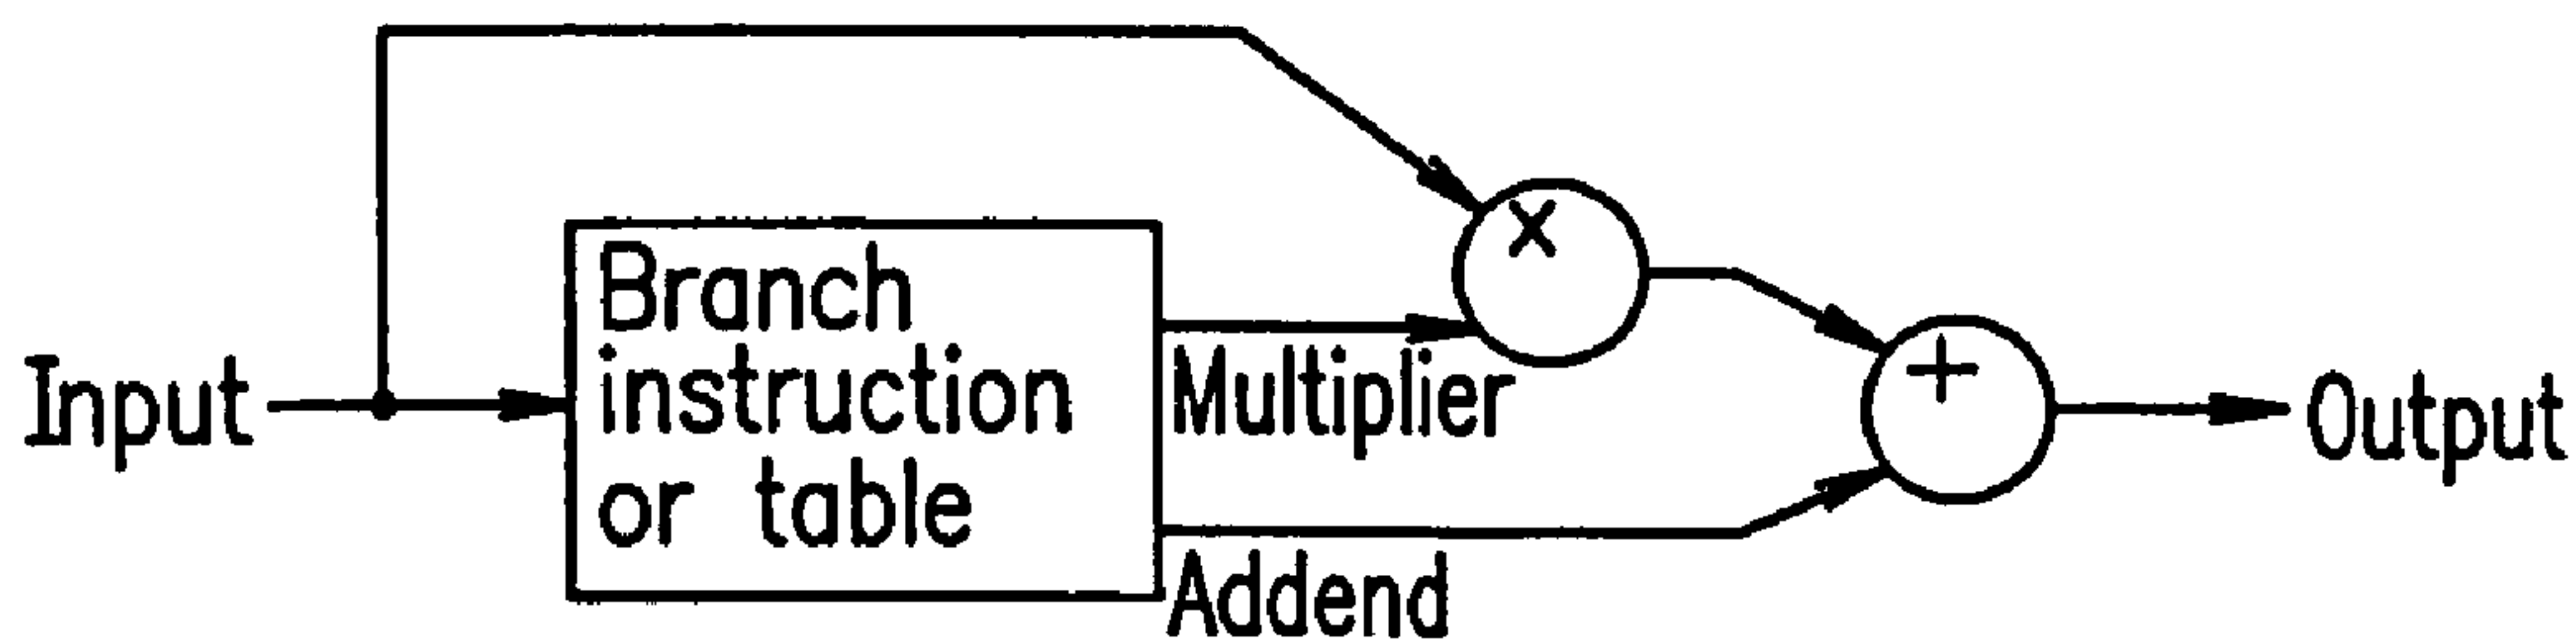 Input
Branch
instruction
or table
Multiplier
Addend
×
+
Output